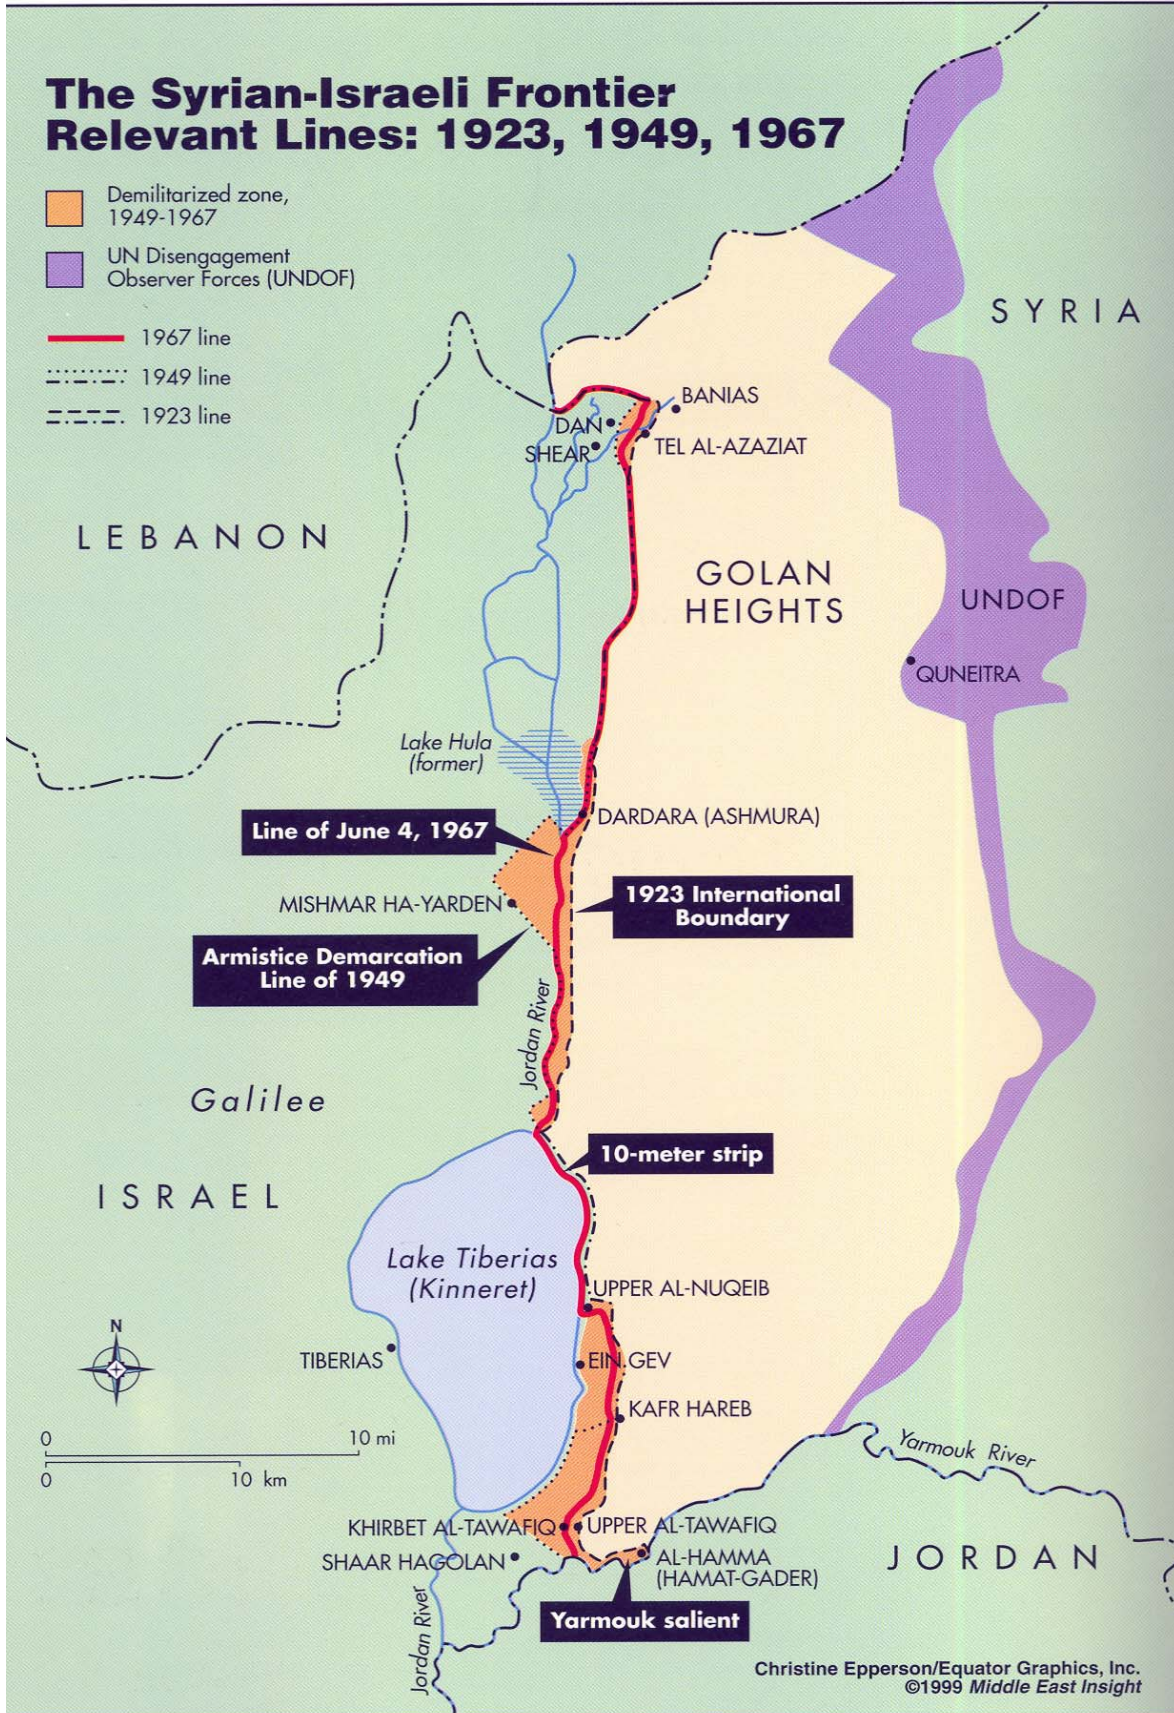 The Syrian-Israeli Frontier
Relevant Lines: 1923, 1949, 1967
Demilitarized zone,
1949-1967
UN Disengagement
Observer Forces (UNDOF)
1967 line
1949 line
1923 line
SYRIA
BANIAS
DAN
SHEAR
TEL AL-AZAZIAT
LEBANON
GOLAN
HEIGHTS
UNDOF
QUNEITRA
Lake Hula
(former)
DARDARA (ASHMURA)
Line of June 4, 1967
1923 International
Boundary
MISHMAR HA-YARDEN
Armistice Demarcation
Line of 1949
Jordan River
Galilee
10-meter strip
ISRAEL
Lake Tiberias
(Kinneret)
UPPER AL-NUQEIB
N
TIBERIAS
EIN GEV
KAFR HAREB
0 10 mi
0 10 km
Yarmouk River
KHIRBET AL-TAWAFIQ
UPPER AL-TAWAFIQ
SHAAR HAGOLAN
AL-HAMMA
(HAMAT-GADER)
JORDAN
Yarmouk salient
Jordan River
Christine Epperson/Equator Graphics, Inc.
©1999 Middle East Insight